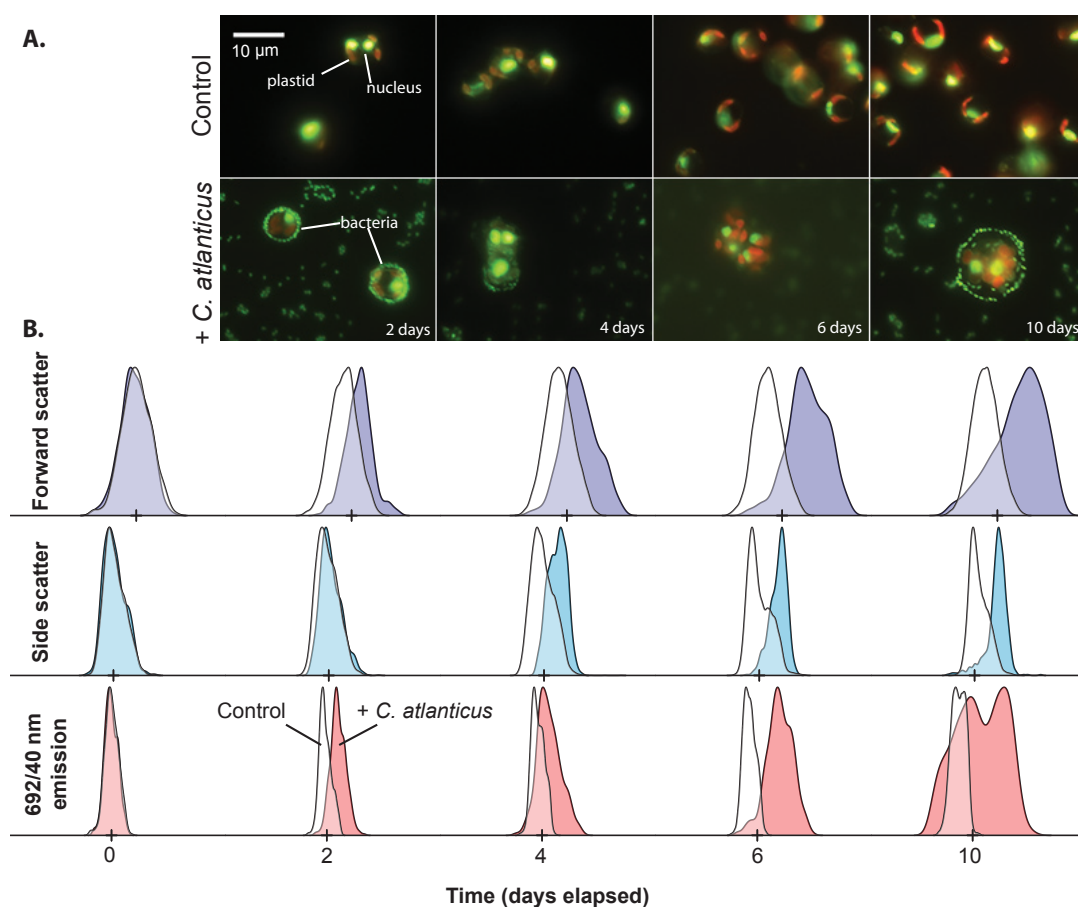 A.
Control
10 µm
plastid
nucleus
+ C. atlanticus
bacteria
2 days
4 days
6 days
10 days
B.
Forward scatter
Side scatter
692/40 nm
emission
Control
+ C. atlanticus
0
2
4
6
10
Time (days elapsed)